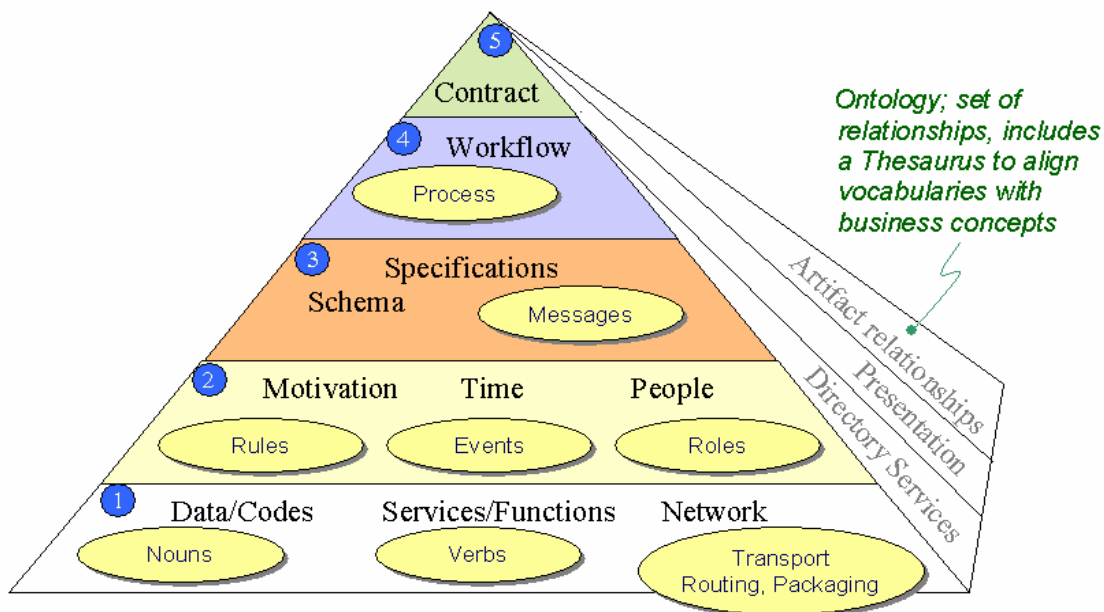 5
Contract
4
Workflow
Process
3
Specifications
Schema
Messages
2
Motivation Time People
Rules Events Roles
1
Data/Codes Services/Functions Network
Nouns Verbs Transport
Routing, Packaging
Ontology; set of
relationships, includes
a Thesaurus to align
vocabularies with
business concepts
Artifact relationships
Presentation
Directory Services